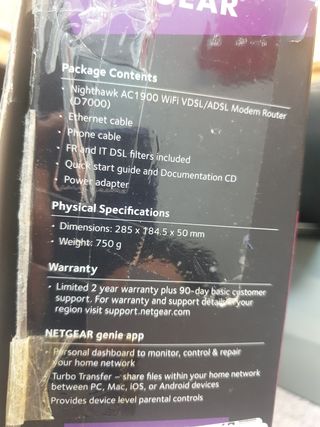 GEAR
Package Contents
• Nighthawk AC1900 WiFi VDSL/ADSL Modem Router
(D7000)
• Ethernet cable
• Phone cable
• FR and IT DSL filters included
• Quick start guide and Documentation CD
• Power adapter
Physical Specifications
• Dimensions: 285 x 184.5 x 50 mm
• Weight: 750 g
Warranty
• Limited 2 year warranty plus 90-day basic customer
support. For warranty and support details in your
region visit support.netgear.com
NETGEAR genie app
Personal dashboard to monitor, control & repair
your home network
Turbo Transfer – share files within your home network
between PC, Mac, iOS, or Android devices
Provides device level parental controls